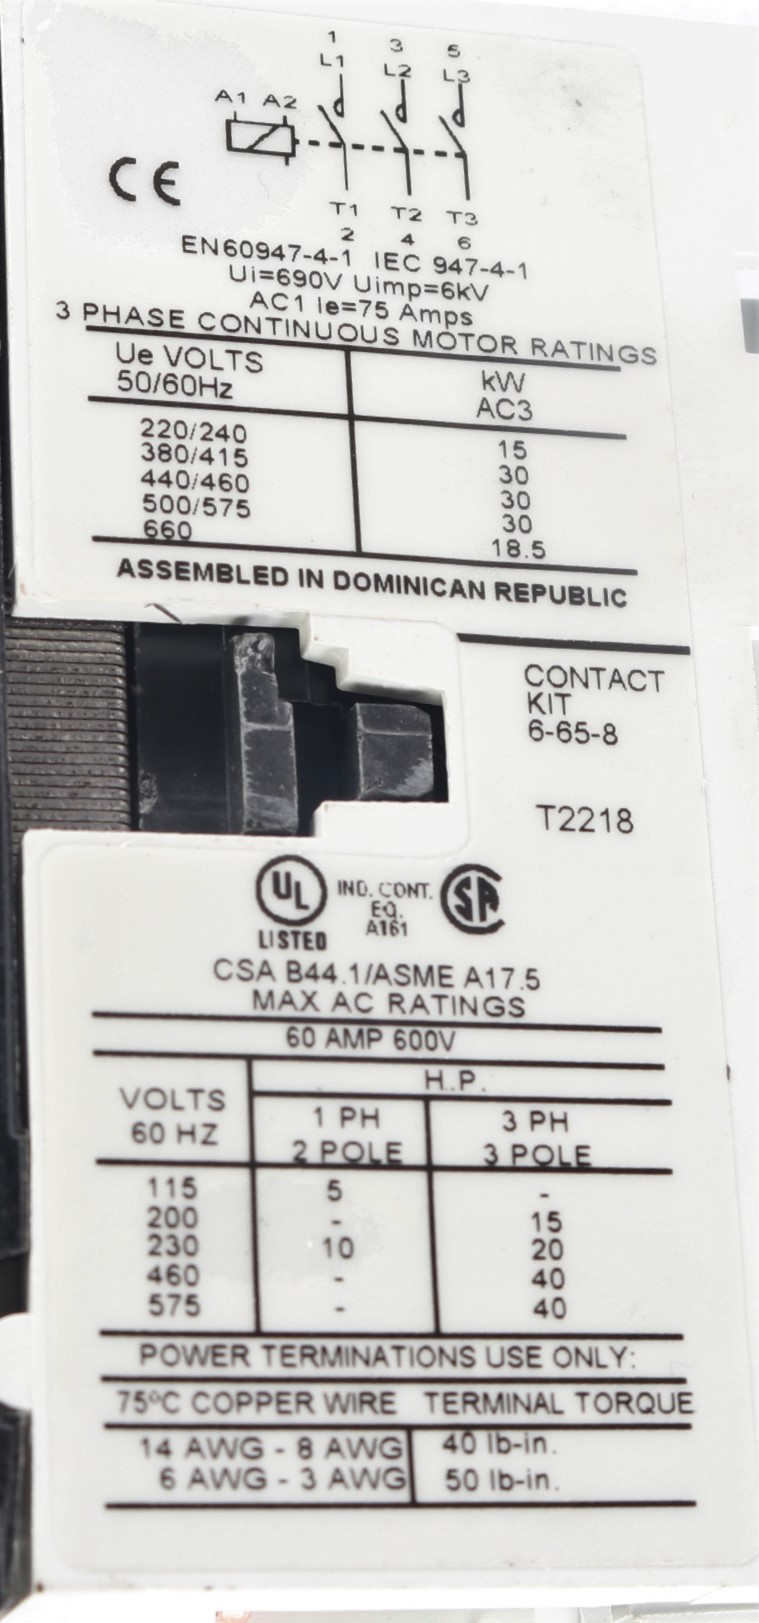 1 3 5
L1 L2 L3
A1 A2
CE
T1 T2 T3
2 4 6
EN60947-4-1 IEC 947-4-1
Ui=690V Uimp=6kV
AC1 Ie=75 Amps
3 PHASE CONTINUOUS MOTOR RATINGS
Ue VOLTS kW
50/60Hz AC3
220/240 15
380/415 30
440/460 30
500/575 30
660 18.5
ASSEMBLED IN DOMINICAN REPUBLIC
CONTACT
KIT
6-65-8
T2218
UL IND. CONT. SA
EQ.
LISTED A161
CSA B44.1/ASME A17.5
MAX AC RATINGS
60 AMP 600V
H.P.
VOLTS 1 PH 3 PH
60 HZ 2 POLE 3 POLE
115 5 -
200 - 15
230 10 20
460 - 40
575 - 40
POWER TERMINATIONS USE ONLY:
75ºC COPPER WIRE TERMINAL TORQUE
14 AWG - 8 AWG 40 lb-in.
6 AWG - 3 AWG 50 lb-in.